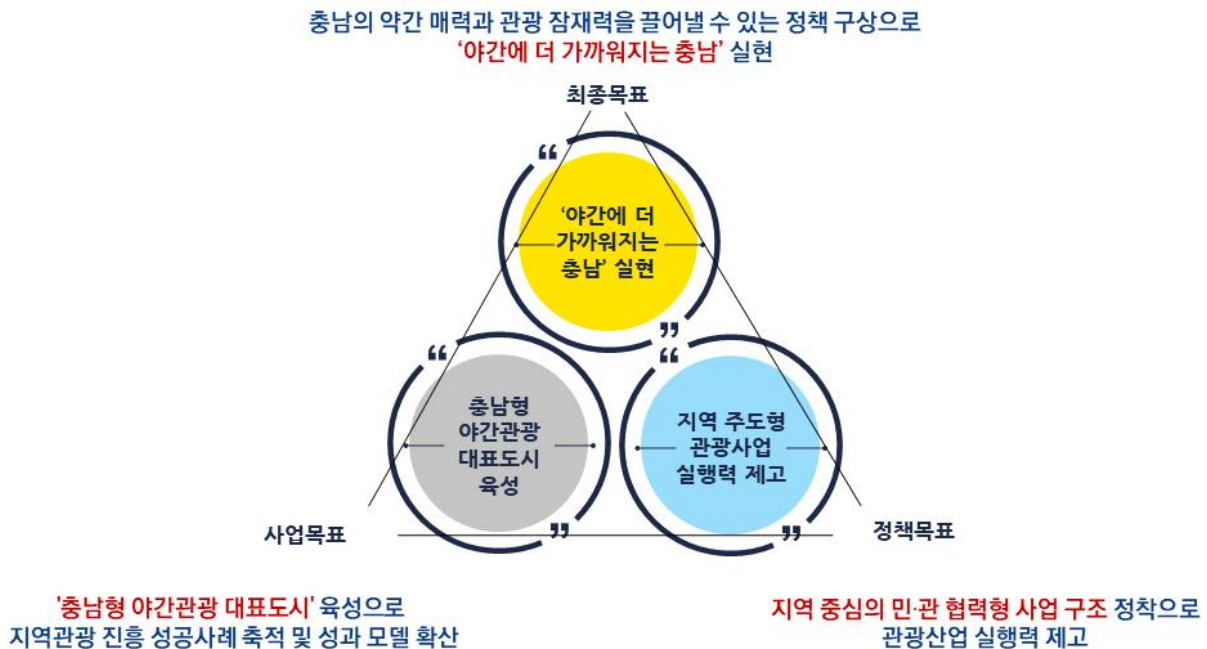 충남의 약간 매력과 관광 잠재력을 끌어낼 수 있는 정책 구상으로
‘야간에 더 가까워지는 충남’ 실현
최종목표
“
‘야간에 더
가까워지는
충남’ 실현
”
“
충남형
야간관광
대표도시
육성
”
“
지역 주도형
관광사업
실행력 제고
”
사업목표
정책목표
'충남형 야간관광 대표도시' 육성으로
지역관광 진흥 성공사례 축적 및 성과 모델 확산
지역 중심의 민·관 협력형 사업 구조 정착으로
관광산업 실행력 제고